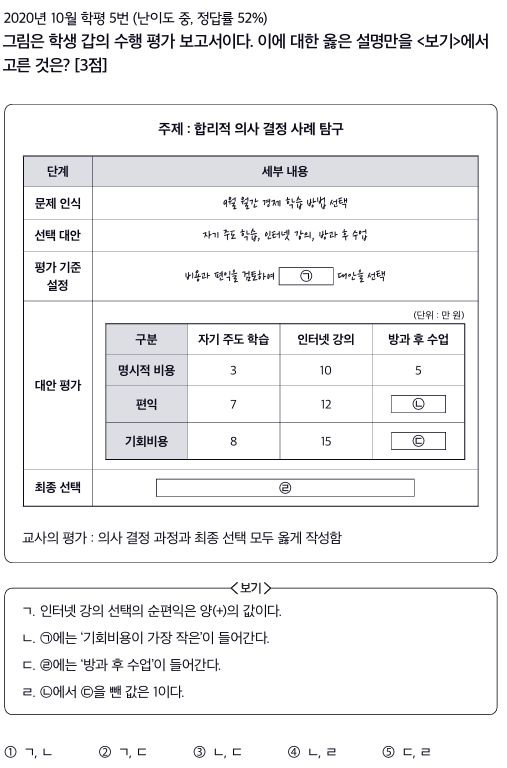 2020년 10월 학평 5번 (난이도 중, 정답률 52%)
그림은 학생 갑의 수행 평가 보고서이다. 이에 대한 옳은 설명만을 <보기>에서
고른 것은? [3점]
주제 : 합리적 의사 결정 사례 탐구
단계 세부 내용
문제 인식 9월 월간 경제 학습 방법 선택
선택 대안 자기 주도 학습, 인터넷 강의, 방과 후 수업
평가 기준
설정 비용과 편익을 검토하여 ㉠ 대안을 선택
(단위 : 만 원)
대안 평가
구분 자기 주도 학습 인터넷 강의 방과 후 수업
명시적 비용 3 10 5
편익 7 12 ㉡
기회비용 8 15 ㉢
최종 선택 ㉣
교사의 평가 : 의사 결정 과정과 최종 선택 모두 옳게 작성함
<보기>
ㄱ. 인터넷 강의 선택의 순편익은 양(+)의 값이다.
ㄴ. ㉠에는 ‘기회비용이 가장 작은’이 들어간다.
ㄷ. ㉣에는 ‘방과 후 수업’이 들어간다.
ㄹ. ㉡에서 ㉢을 뺀 값은 1이다.
① ㄱ, ㄴ ② ㄱ, ㄷ ③ ㄴ, ㄷ ④ ㄴ, ㄹ ⑤ ㄷ, ㄹ